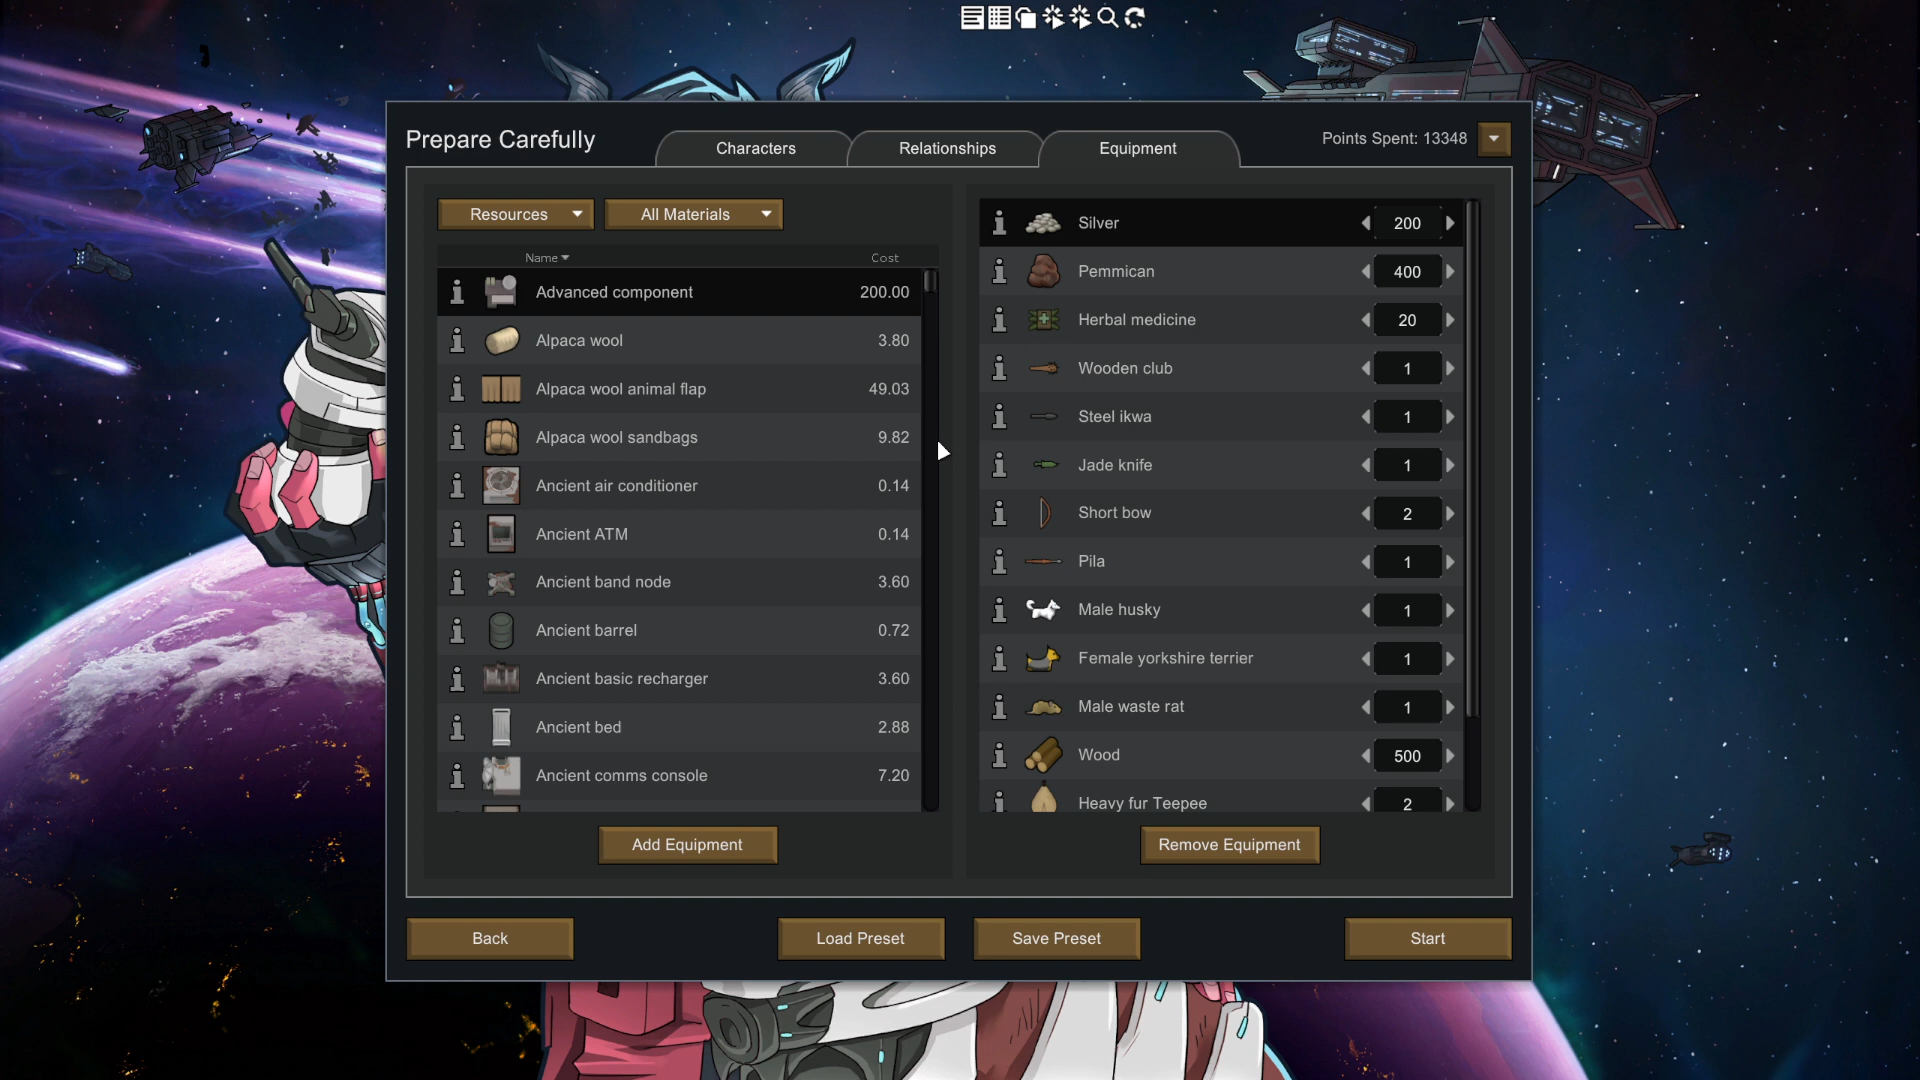 Prepare Carefully
Characters
Relationships
Equipment
Points Spent: 13348
Resources
All Materials
Name
Cost
Advanced component 200.00
Alpaca wool 3.80
Alpaca wool animal flap 49.03
Alpaca wool sandbags 9.82
Ancient air conditioner 0.14
Ancient ATM 0.14
Ancient band node 3.60
Ancient barrel 0.72
Ancient basic recharger 3.60
Ancient bed 2.88
Ancient comms console 7.20
Add Equipment
Silver 200
Pemmican 400
Herbal medicine 20
Wooden club 1
Steel ikwa 1
Jade knife 1
Short bow 2
Pila 1
Male husky 1
Female yorkshire terrier 1
Male waste rat 1
Wood 500
Heavy fur Teepee 2
Remove Equipment
Back
Load Preset
Save Preset
Start